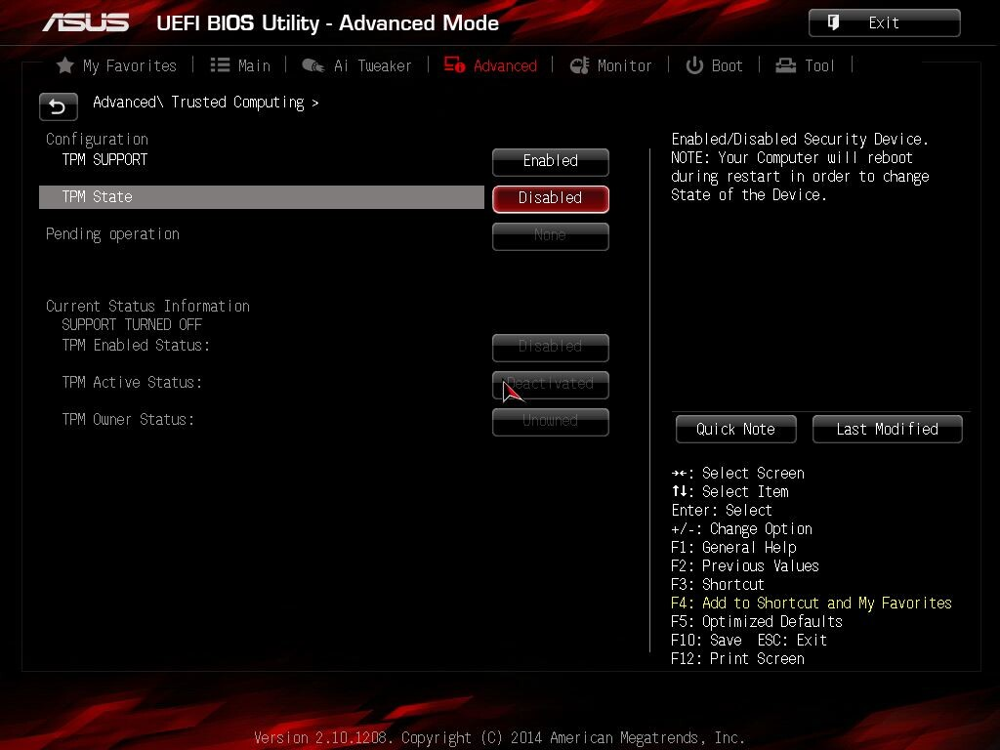 ASUS UEFI BIOS Utility - Advanced Mode
Exit
My Favorites | Main | Ai Tweaker | Advanced | Monitor | Boot | Tool |
Advanced\ Trusted Computing >
Configuration
TPM SUPPORT Enabled
TPM State Disabled
Pending operation None
Current Status Information
SUPPORT TURNED OFF
TPM Enabled Status: Disabled
TPM Active Status: Deactivated
TPM Owner Status: Unowned
Enabled/Disabled Security Device.
NOTE: Your Computer will reboot
during restart in order to change
State of the Device.
Quick Note
Last Modified
→←: Select Screen
↑↓: Select Item
Enter: Select
+/-: Change Option
F1: General Help
F2: Previous Values
F3: Shortcut
F4: Add to Shortcut and My Favorites
F5: Optimized Defaults
F10: Save ESC: Exit
F12: Print Screen
Version 2.10.1208. Copyright (C) 2014 American Megatrends, Inc.